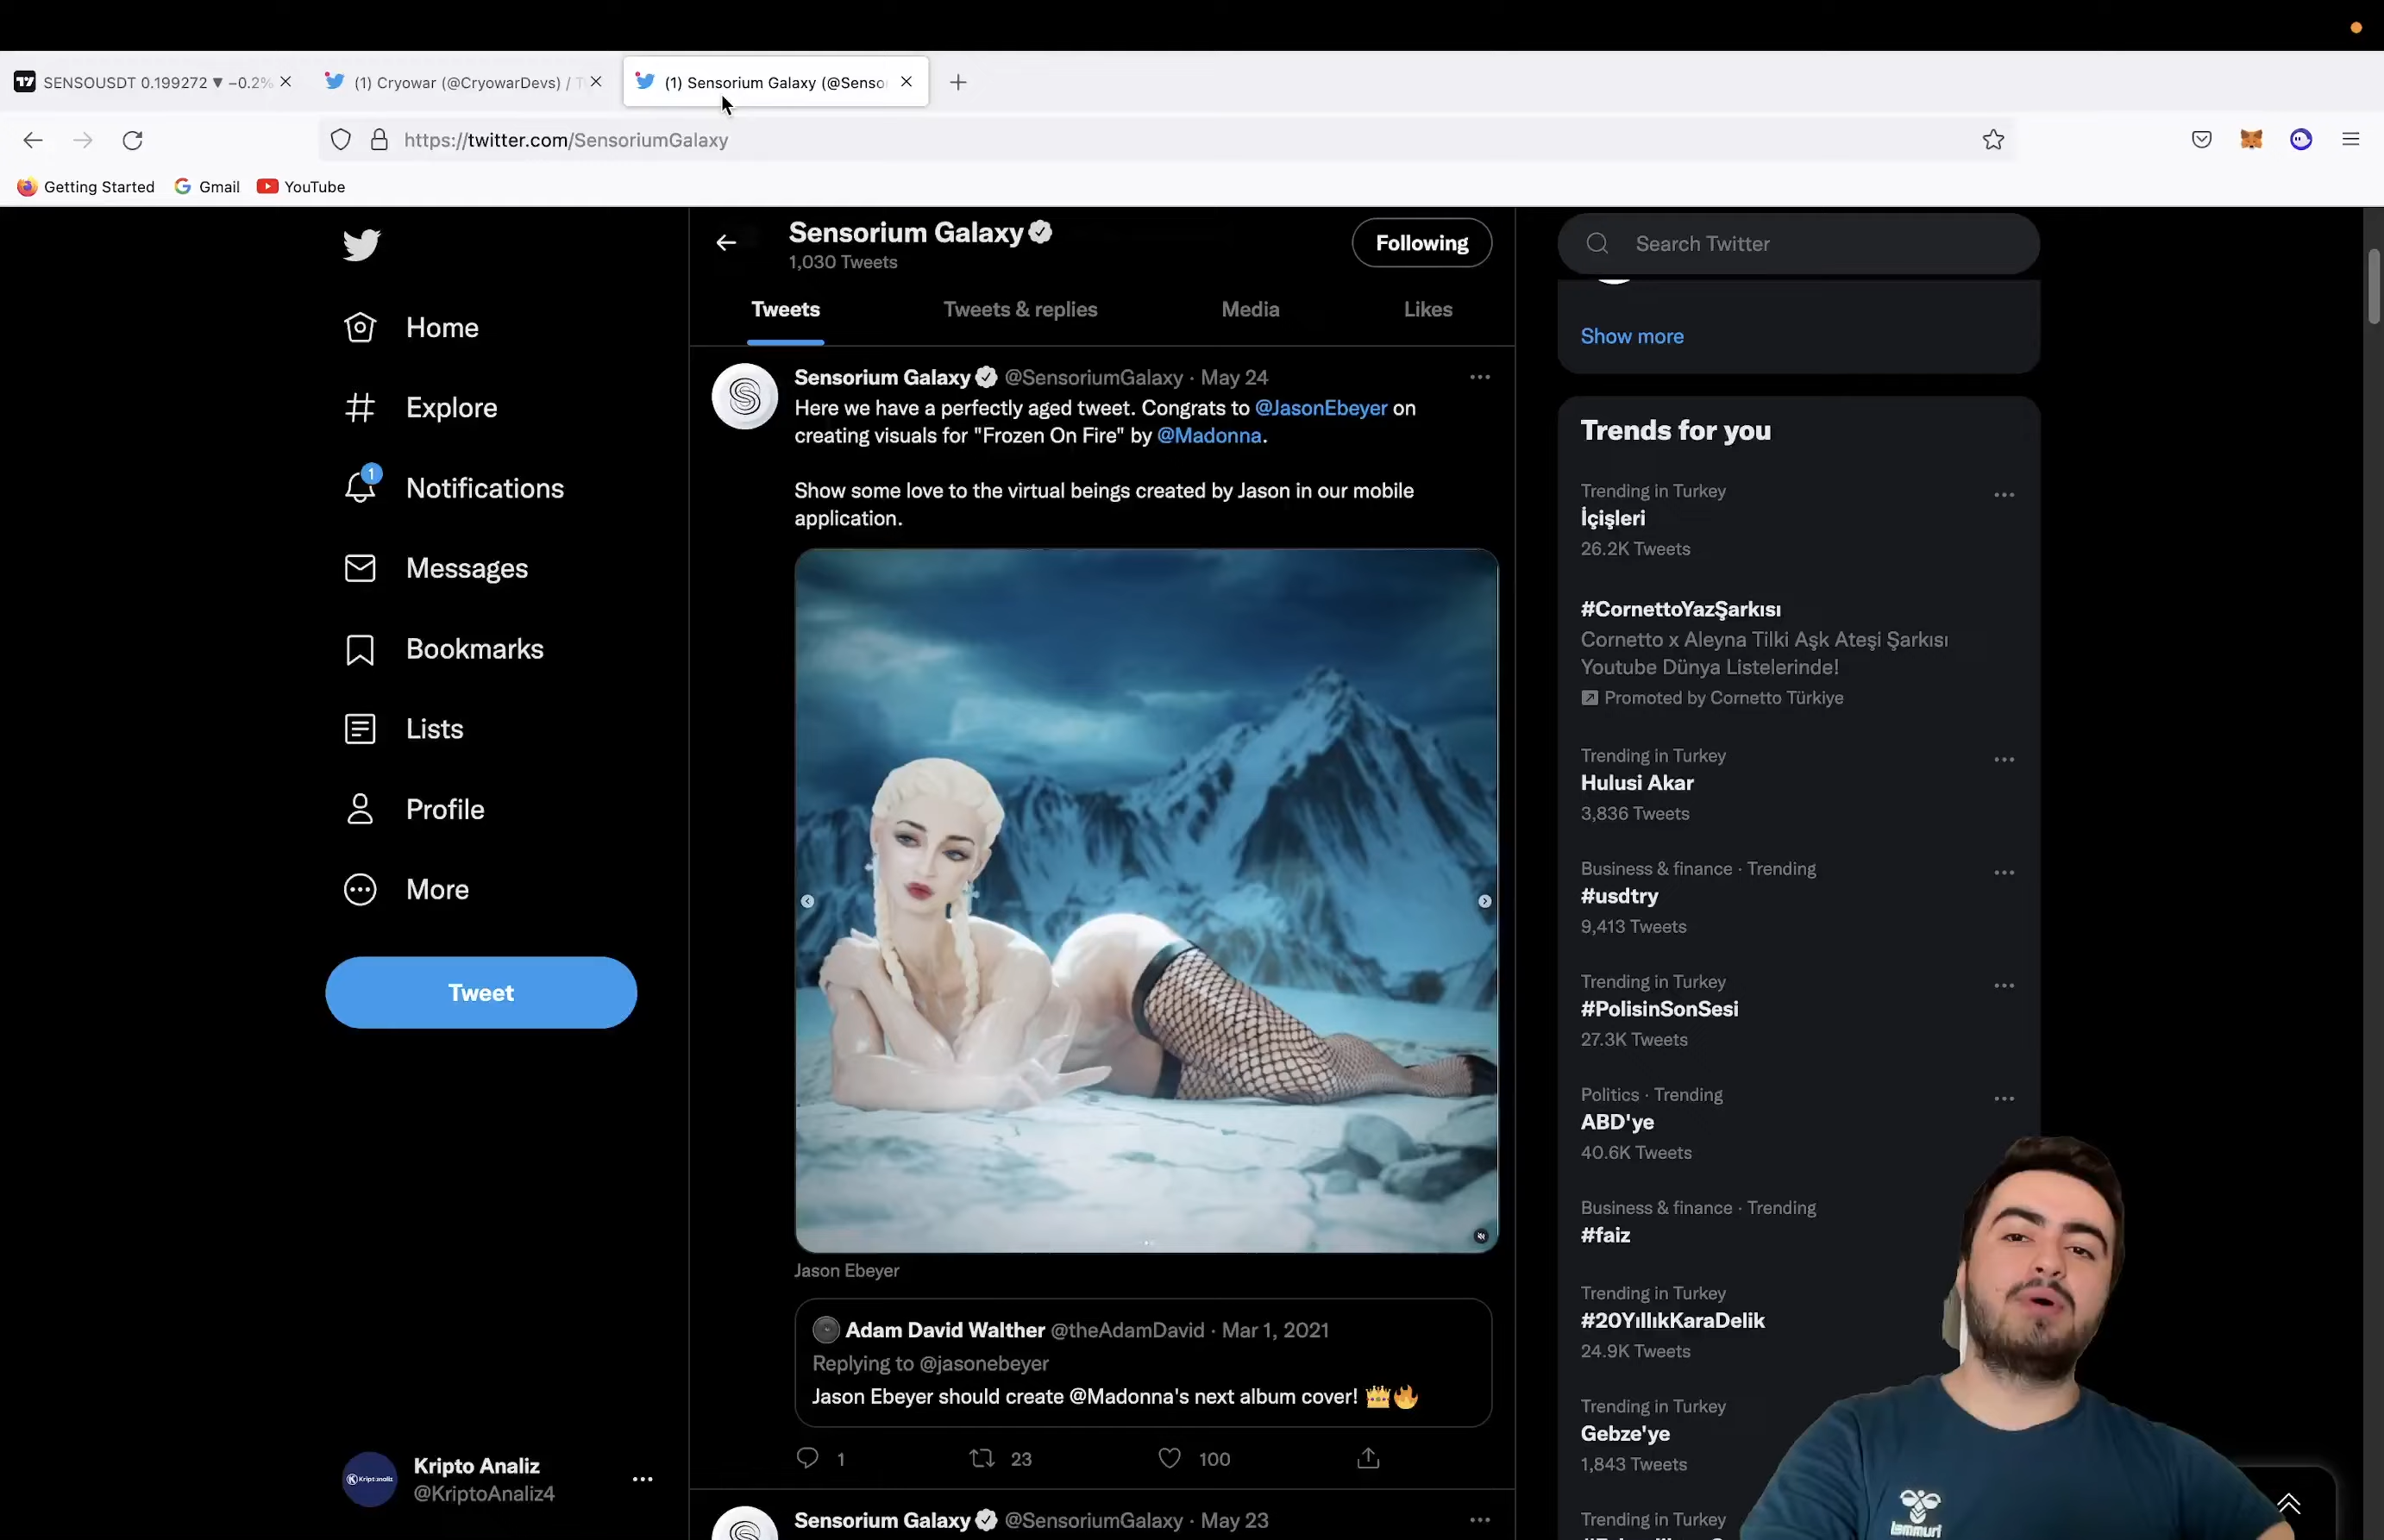 SENSOUSDT 0.199272 ▼ −0.2%
(1) Cryowar (@CryowarDevs) / T
(1) Sensorium Galaxy (@Senso
https://twitter.com/SensoriumGalaxy
Getting Started
Gmail
YouTube
Home
Explore
1
Notifications
Messages
Bookmarks
Lists
Profile
More
Tweet
Kripto Analiz
@KriptoAnaliz4
Sensorium Galaxy
1,030 Tweets
Following
Tweets
Tweets & replies
Media
Likes
Sensorium Galaxy @SensoriumGalaxy · May 24
Here we have a perfectly aged tweet. Congrats to @JasonEbeyer on
creating visuals for "Frozen On Fire" by @Madonna.
Show some love to the virtual beings created by Jason in our mobile
application.
Jason Ebeyer
Adam David Walther @theAdamDavid · Mar 1, 2021
Replying to @jasonebeyer
Jason Ebeyer should create @Madonna's next album cover! 👑🔥
1
23
100
Sensorium Galaxy @SensoriumGalaxy · May 23
Search Twitter
Show more
Trends for you
Trending in Turkey
İçişleri
26.2K Tweets
#CornettoYazŞarkısı
Cornetto x Aleyna Tilki Aşk Ateşi Şarkısı
Youtube Dünya Listelerinde!
Promoted by Cornetto Türkiye
Trending in Turkey
Hulusi Akar
3,836 Tweets
Business & finance · Trending
#usdtry
9,413 Tweets
Trending in Turkey
#PolisinSonSesi
27.3K Tweets
Politics · Trending
ABD'ye
40.6K Tweets
Business & finance · Trending
#faiz
Trending in Turkey
#20YıllıkKaraDelik
24.9K Tweets
Trending in Turkey
Gebze'ye
1,843 Tweets
Trending in Turkey